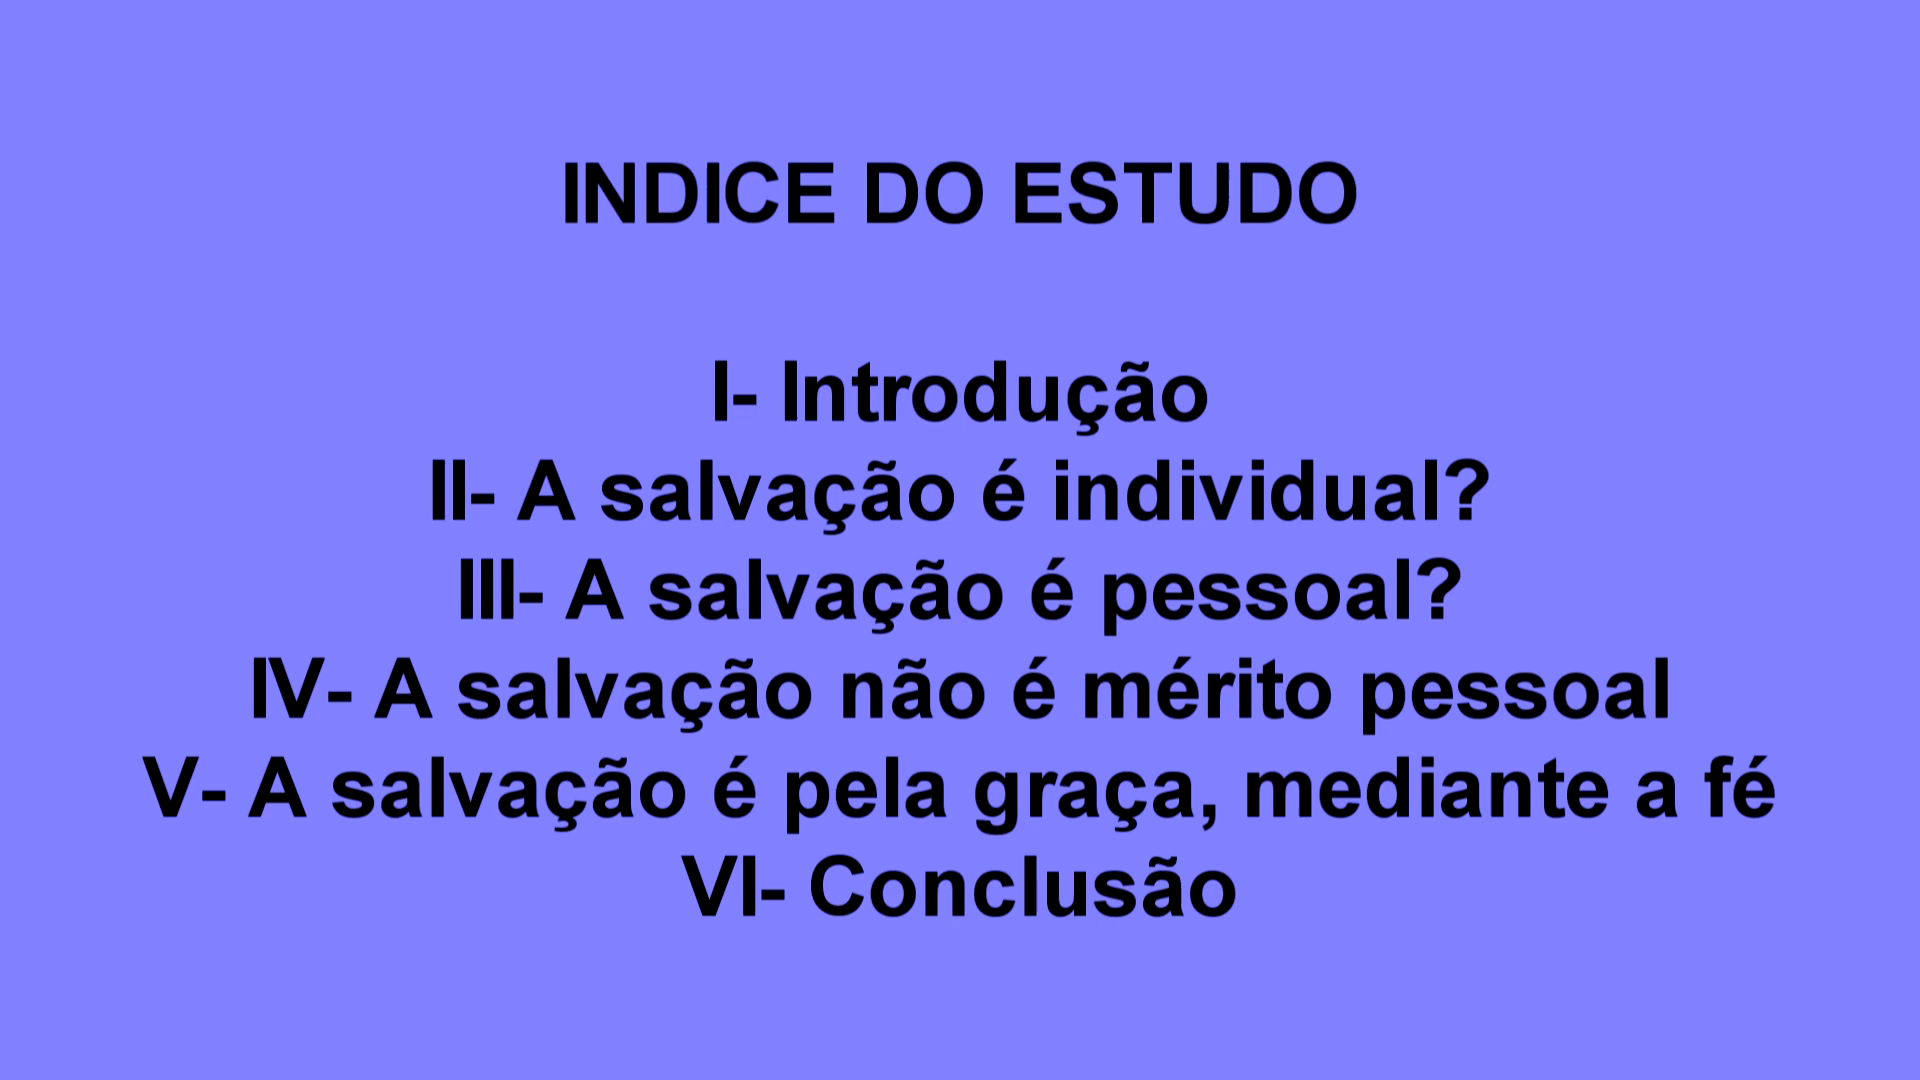 INDICE DO ESTUDO
I- Introdução
II- A salvação é individual?
III- A salvação é pessoal?
IV- A salvação não é mérito pessoal
V- A salvação é pela graça, mediante a fé
VI- Conclusão